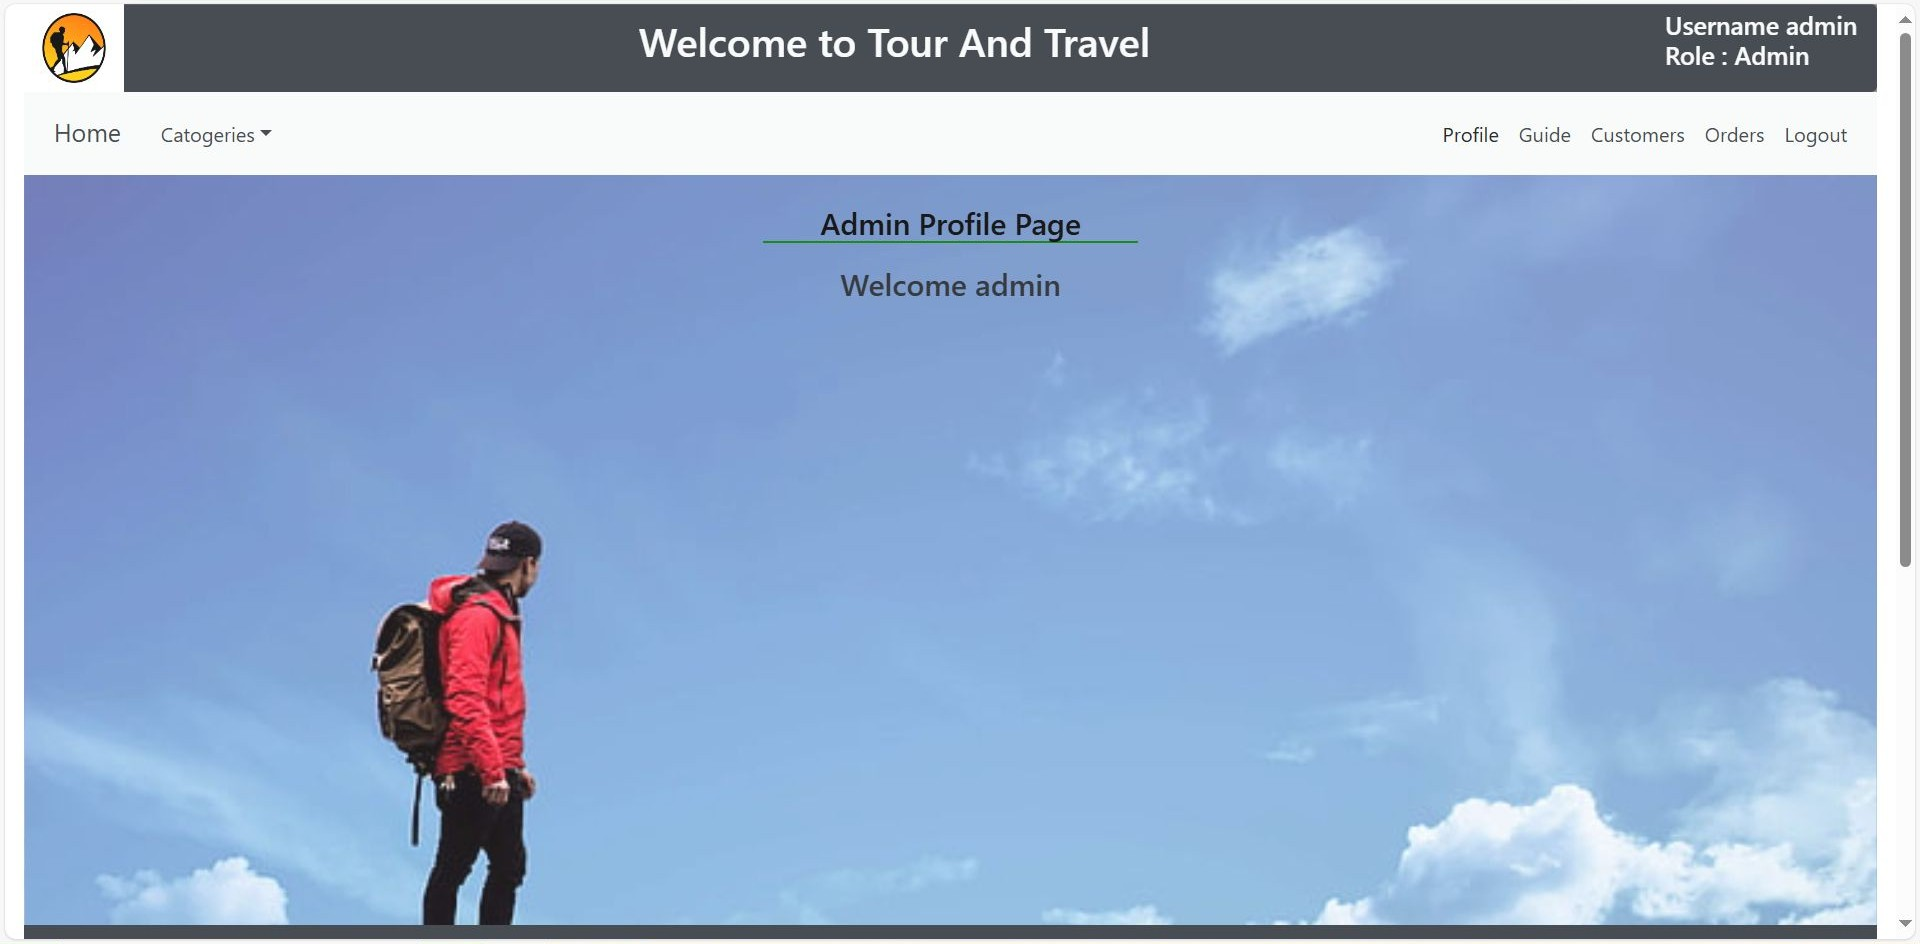 Welcome to Tour And Travel
Username admin
Role : Admin
Home
Catogeries
Profile
Guide
Customers
Orders
Logout
Admin Profile Page
Welcome admin